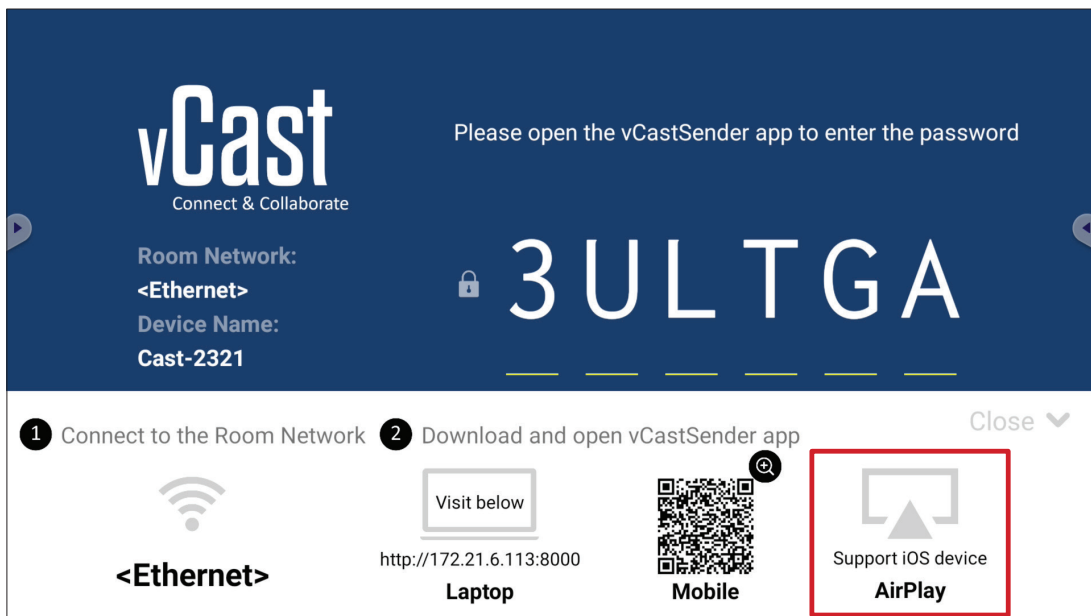 vCast
Connect & Collaborate
Please open the vCastSender app to enter the password
Room Network:
<Ethernet>
Device Name:
Cast-2321
3ULTGA
Close
1 Connect to the Room Network
2 Download and open vCastSender app
<Ethernet>
Visit below
http://172.21.6.113:8000
Laptop
Mobile
Support iOS device
AirPlay